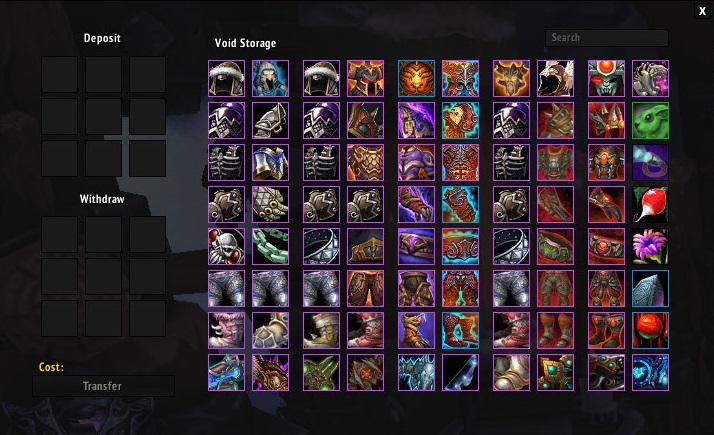 X
Deposit
Void Storage
Search
Withdraw
Cost:
Transfer